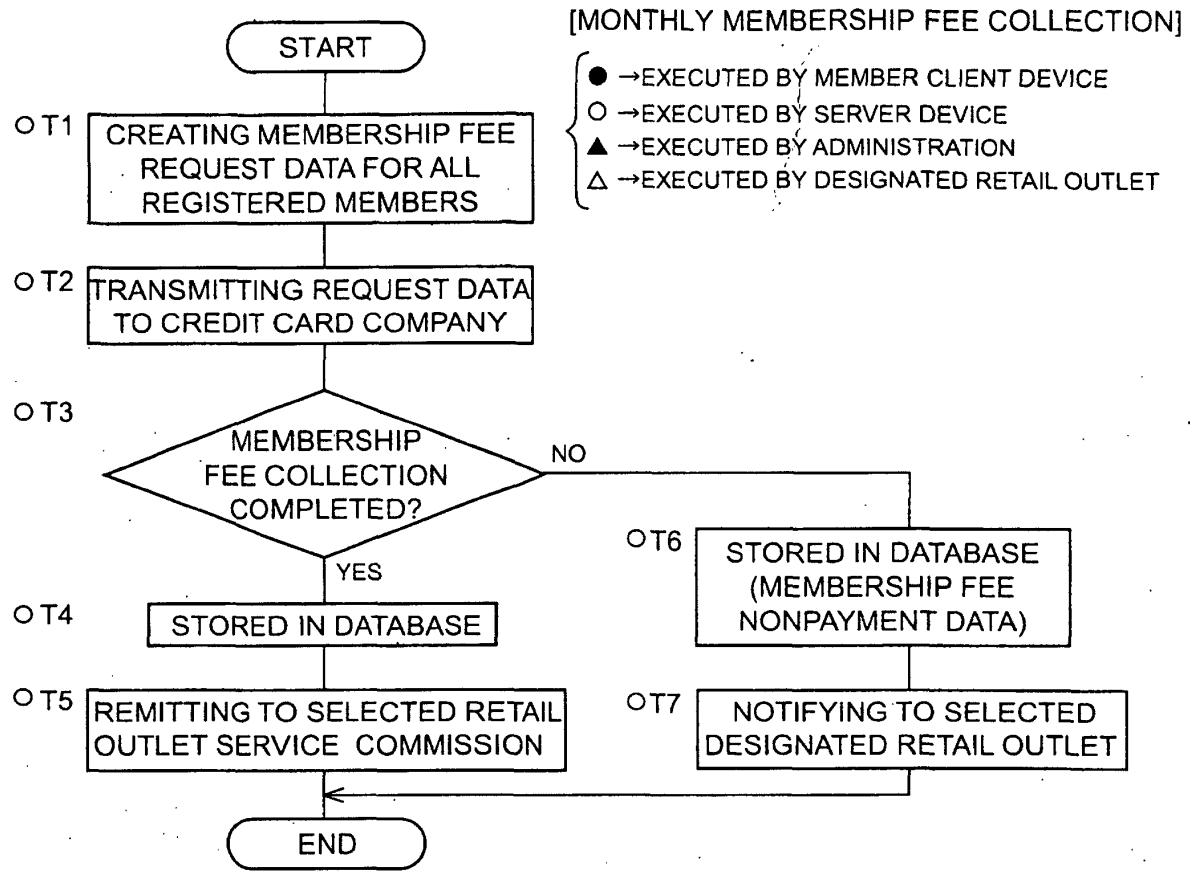 [MONTHLY MEMBERSHIP FEE COLLECTION]
● →EXECUTED BY MEMBER CLIENT DEVICE
○ →EXECUTED BY SERVER DEVICE
▲ →EXECUTED BY ADMINISTRATION
△ →EXECUTED BY DESIGNATED RETAIL OUTLET
START
○ T1
CREATING MEMBERSHIP FEE
REQUEST DATA FOR ALL
REGISTERED MEMBERS
○ T2
TRANSMITTING REQUEST DATA
TO CREDIT CARD COMPANY
○ T3
MEMBERSHIP
FEE COLLECTION
COMPLETED?
NO
YES
○ T4
STORED IN DATABASE
○ T5
REMITTING TO SELECTED RETAIL
OUTLET SERVICE COMMISSION
○ T6
STORED IN DATABASE
(MEMBERSHIP FEE
NONPAYMENT DATA)
○ T7
NOTIFYING TO SELECTED
DESIGNATED RETAIL OUTLET
END